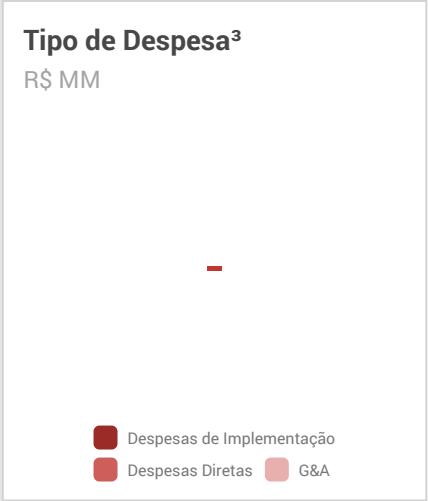 Tipo de Despesa³
R$ MM
-
Despesas de Implementação
Despesas Diretas G&A